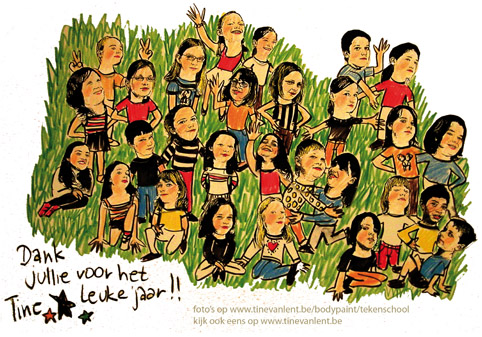 Dank
jullie voor het
leuke jaar!!
Tine
foto's op www.tinevanlent.be/bodypaint/tekenschool
kijk ook eens op www.tinevanlent.be